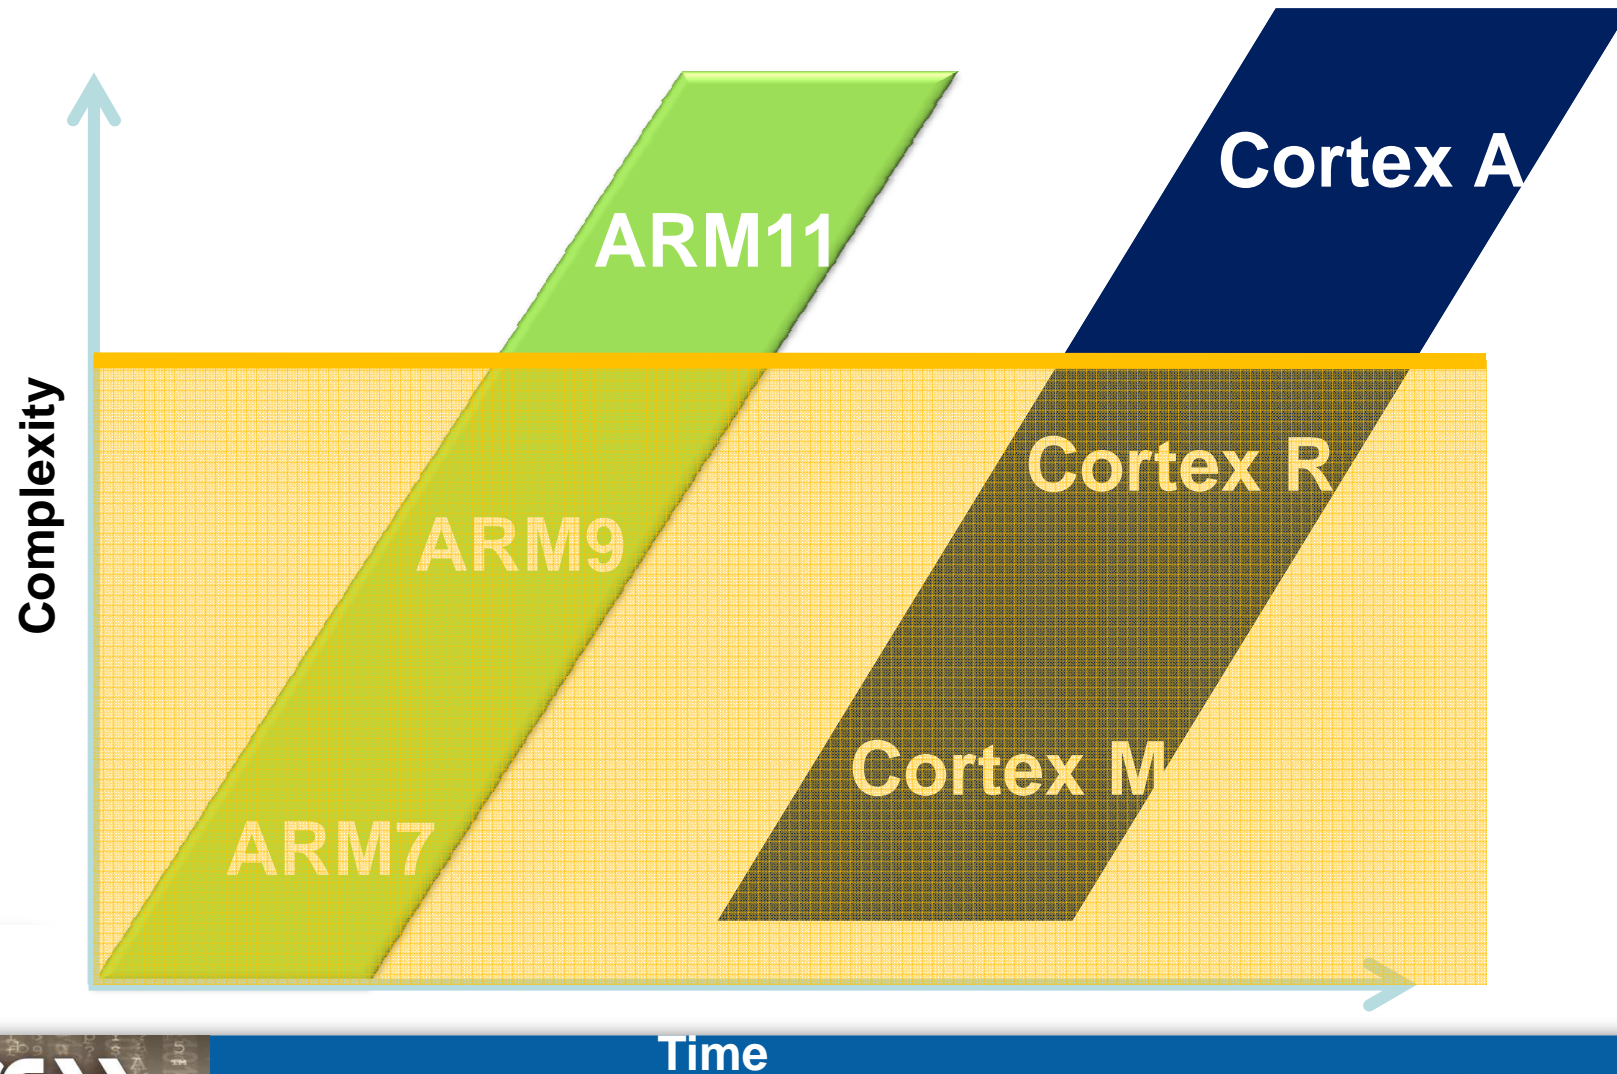 Cortex A
ARM11
Complexity
Cortex R
ARM9
Cortex M
ARM7
Time